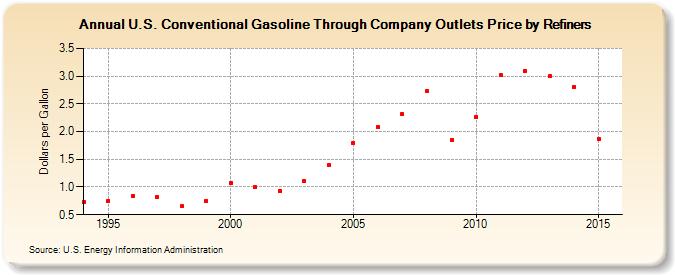 Annual U.S. Conventional Gasoline Through Company Outlets Price by Refiners
Dollars per Gallon
3.5
3.0
2.5
2.0
1.5
1.0
0.5
1995 2000 2005 2010 2015
Source: U.S. Energy Information Administration